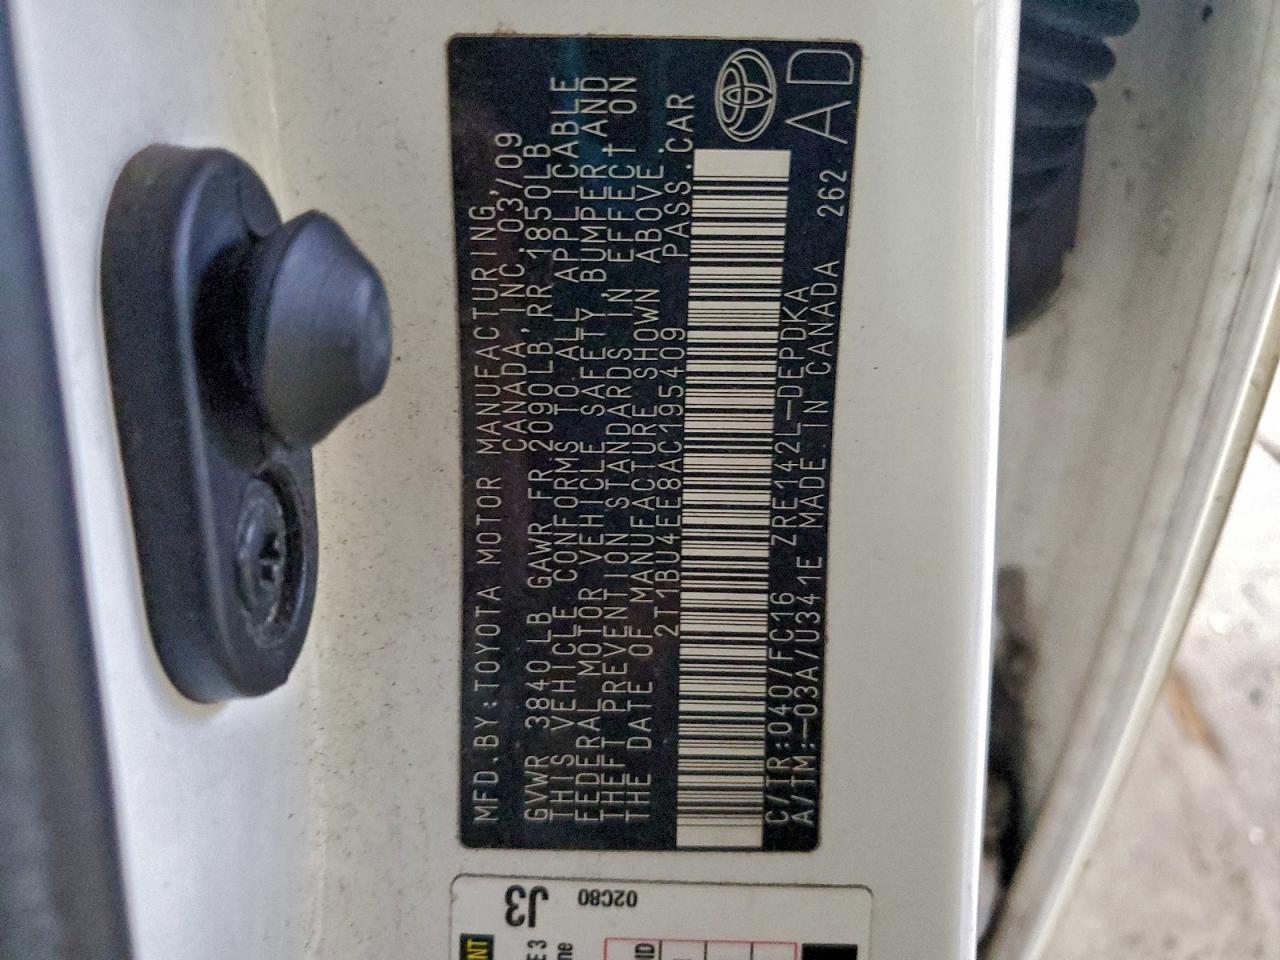 MFD.BY:TOYOTA MOTOR MANUFACTURING,
CANADA, INC. 03/09
GVWR 3840LB GAWR FR 2090LB,RR 1850LB
THIS VEHICLE CONFORMS TO ALL APPLICABLE
FEDERAL MOTOR VEHICLE SAFETY, BUMPER, AND
THEFT PREVENTION STANDARDS IN EFFECT ON
THE DATE OF MANUFACTURE SHOWN ABOVE.
2T1BU4EE8AC195409 PASS.CAR
C/TR:040/FC16 ZRE142L-DEPDKA
A/TM:-03A/U341E MADE IN CANADA 262 AD
J3
02C80
E 3